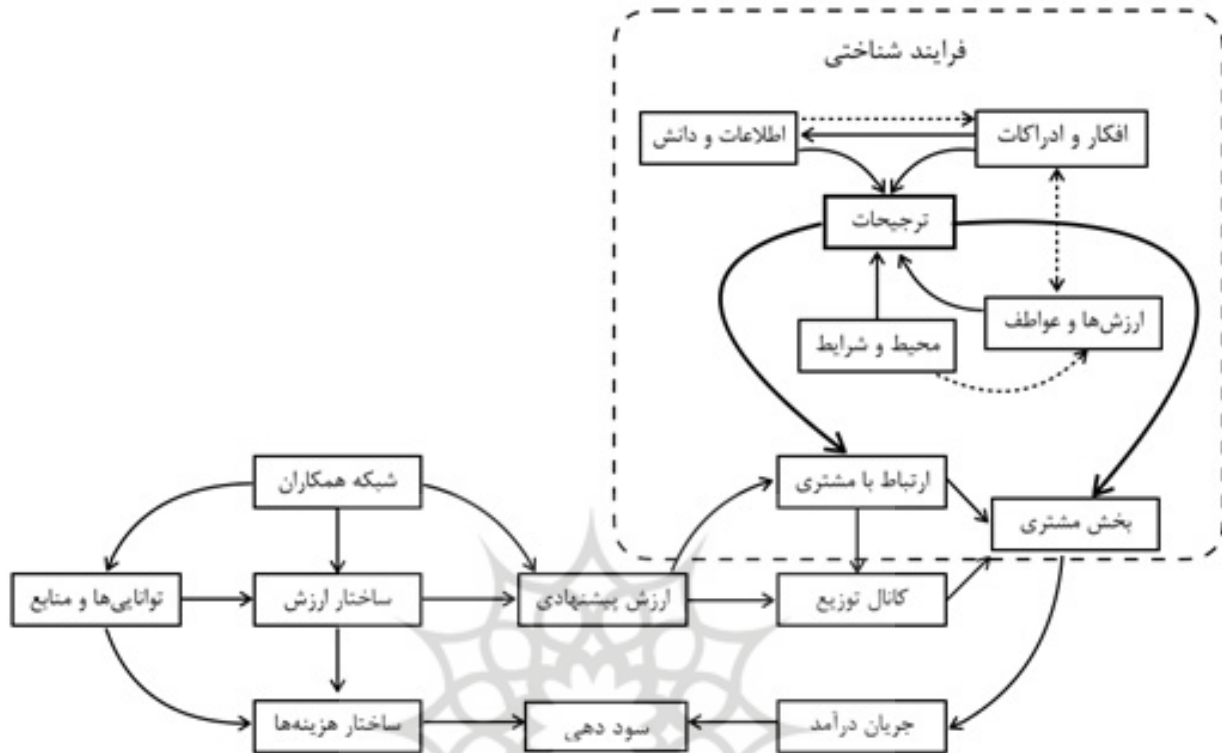 فرایند شناختی
افکار و ادراکات
اطلاعات و دانش
ترجیحات
ارزش‌ها و عواطف
محیط و شرایط
شبکه همکاران
ارتباط با مشتری
بخش مشتری
توانایی‌ها و منابع
ساختار ارزش
ارزش پیشنهادی
کانال توزیع
ساختار هزینه‌ها
سود دهی
جریان درآمد